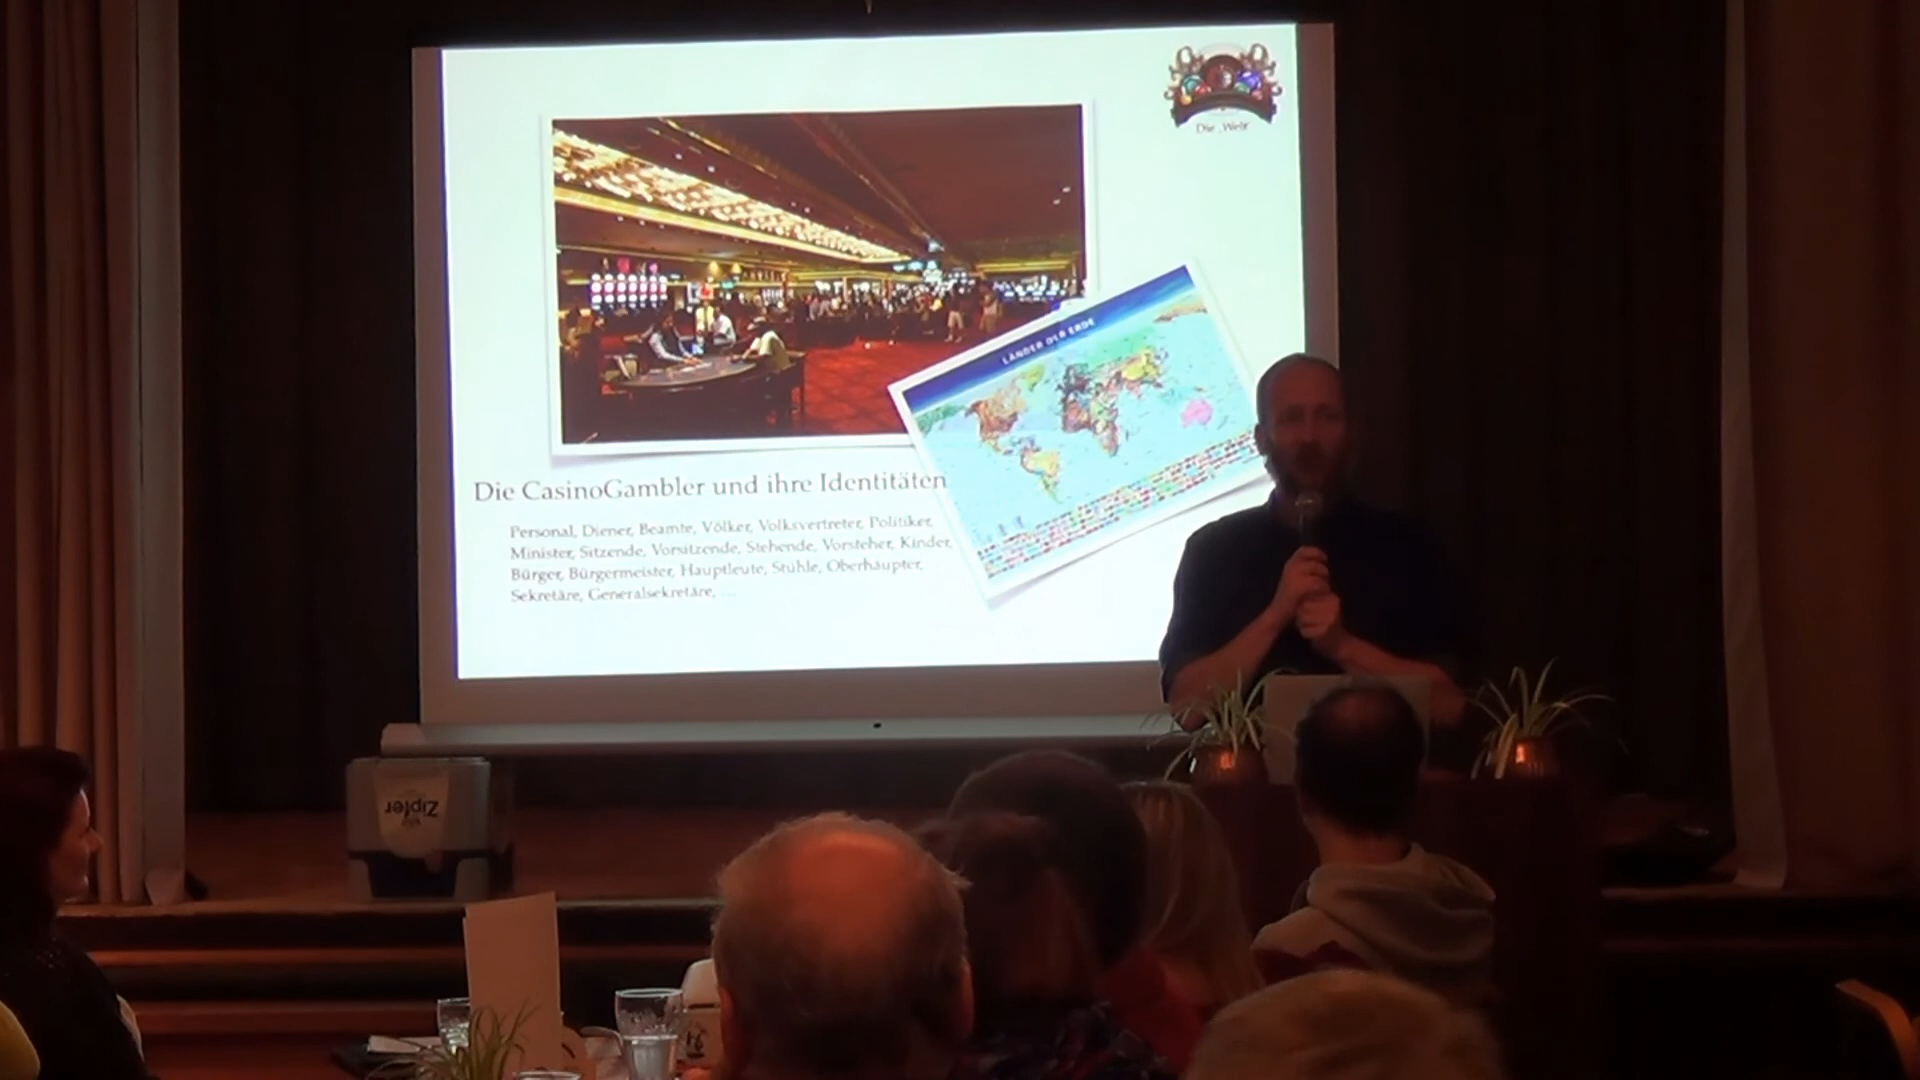 Die „Welt“
LÄNDER DER ERDE
Die CasinoGambler und ihre Identitäten
Personal, Diener, Beamte, Völker, Volksvertreter, Politiker,
Minister, Sitzende, Vorsitzende, Stehende, Vorsteher, Kinder,
Bürger, Bürgermeister, Hauptleute, Stühle, Oberhäupter,
Sekretäre, Generalsekretäre, ...
Zipfer